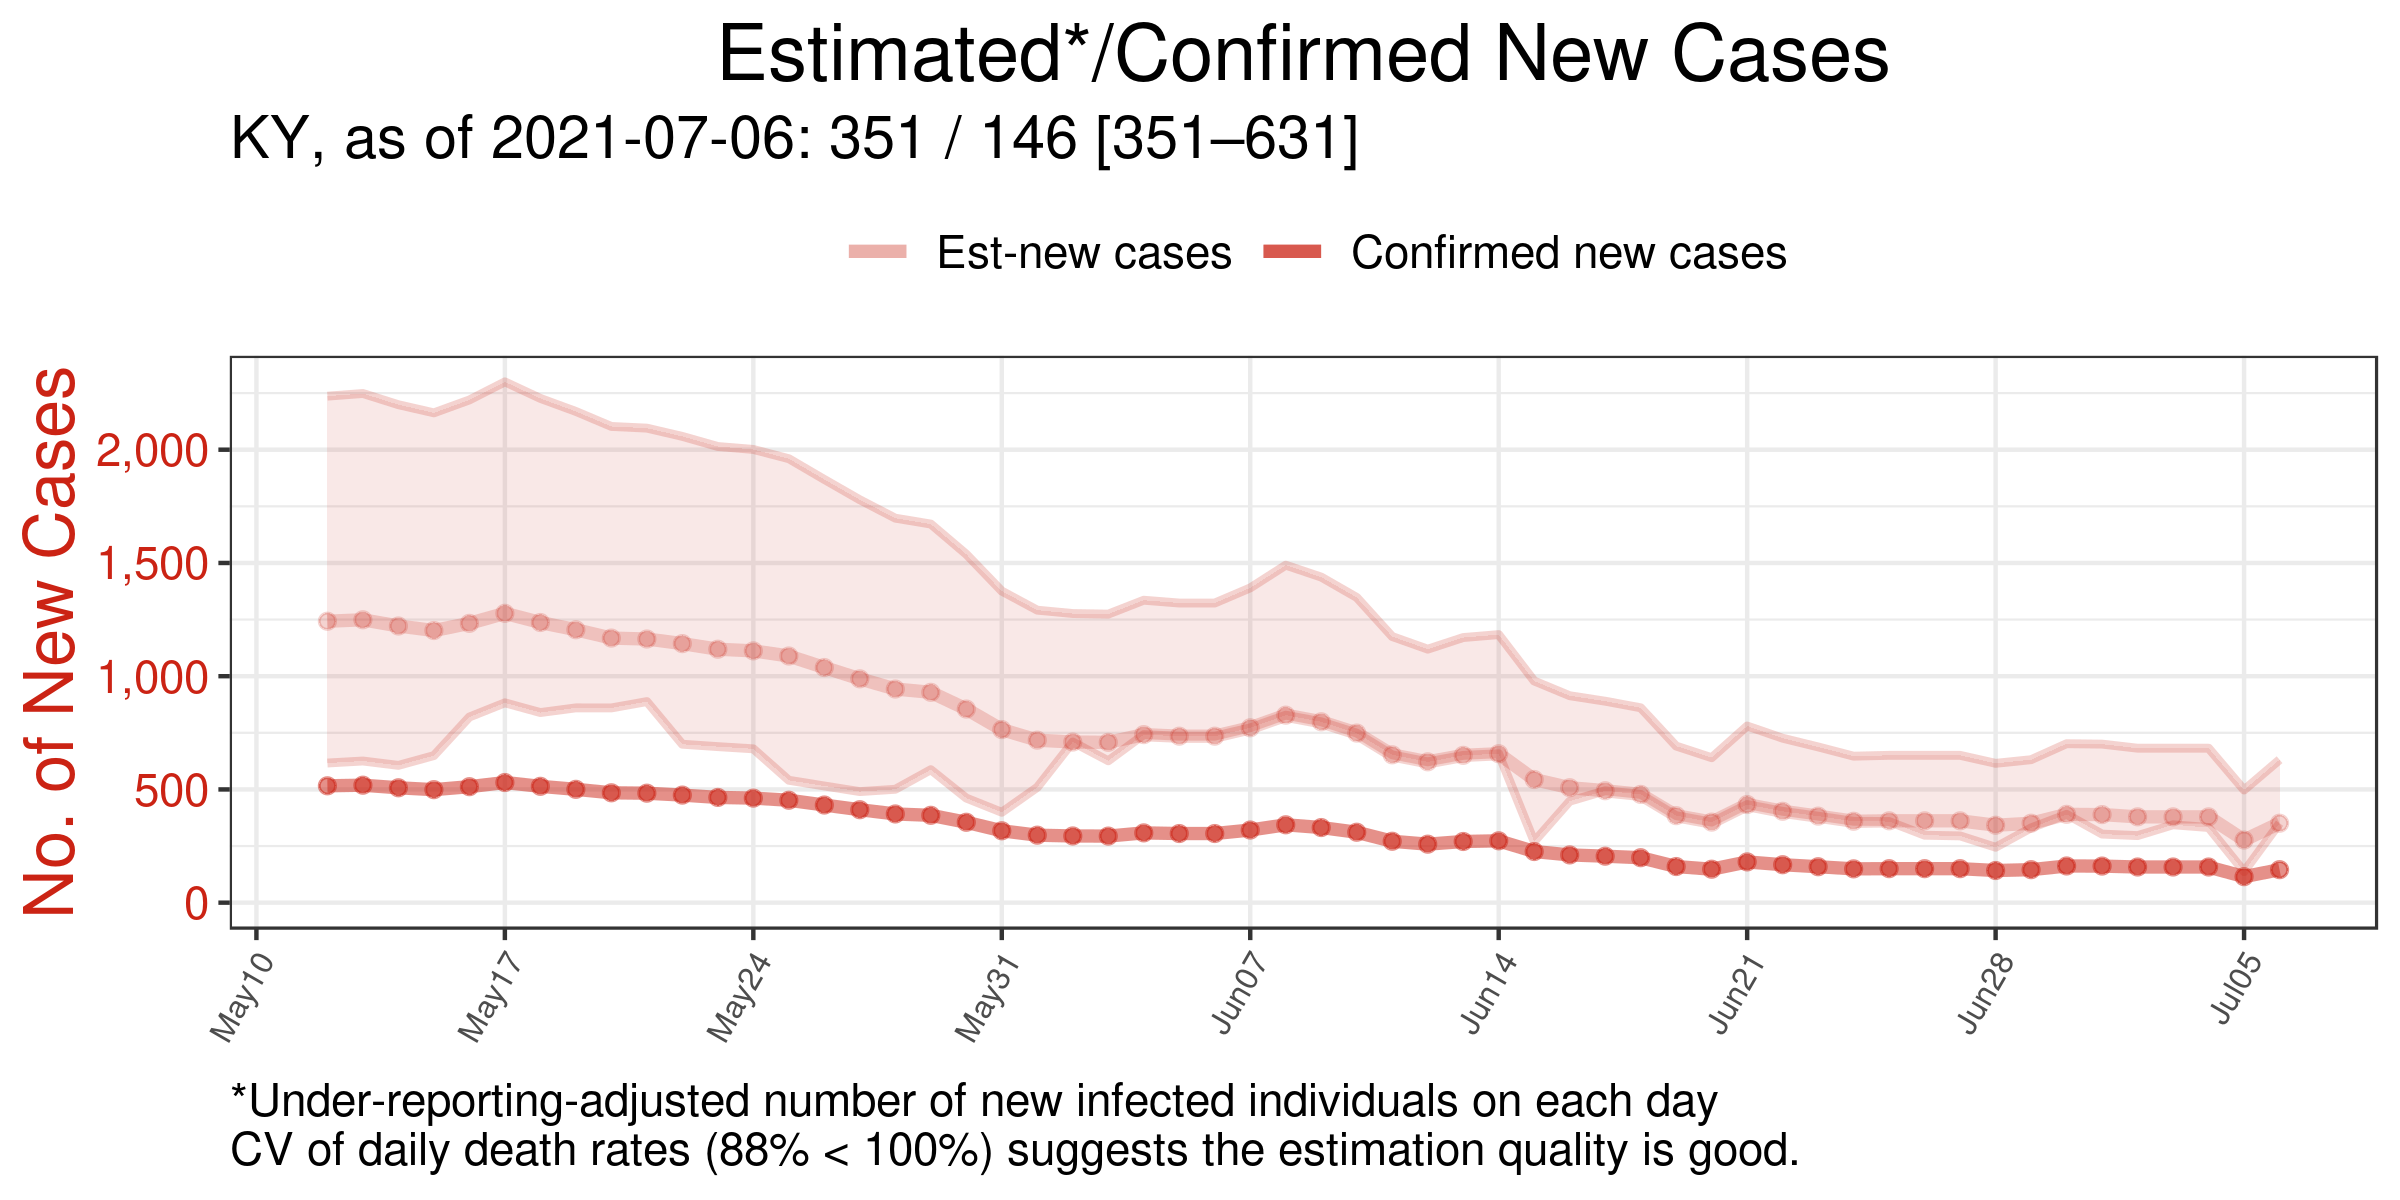 Estimated*/Confirmed New Cases
KY, as of 2021-07-06: 351 / 146 [351–631]
Est-new cases
Confirmed new cases
No. of New Cases
2,000
1,500
1,000
500
0
May10
May17
May24
May31
Jun07
Jun14
Jun21
Jun28
Jul05
*Under-reporting-adjusted number of new infected individuals on each day
CV of daily death rates (88% < 100%) suggests the estimation quality is good.